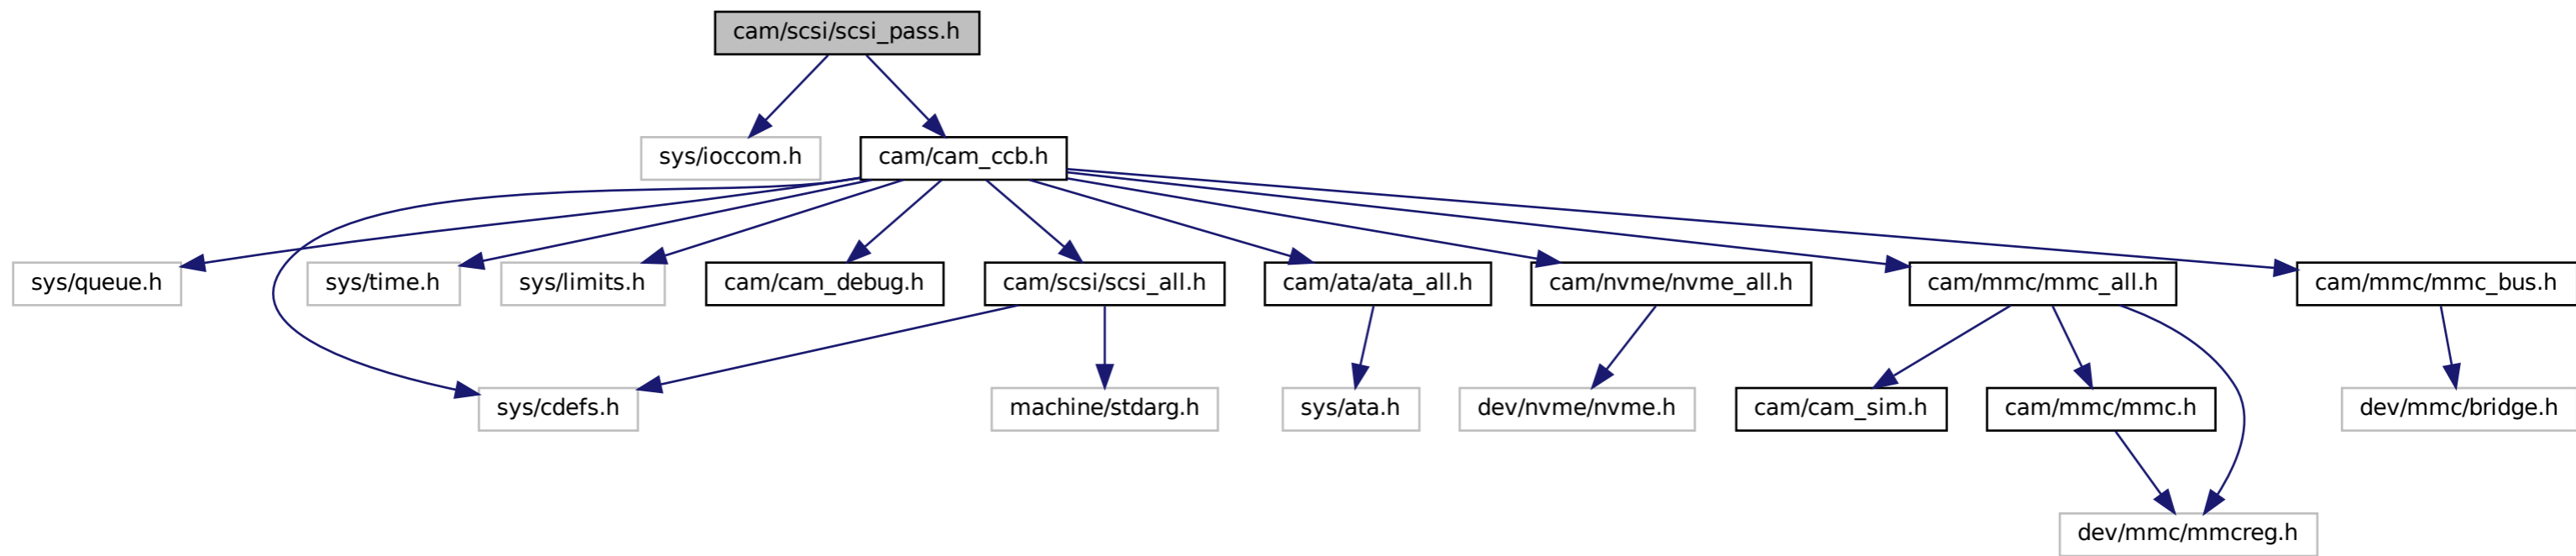 cam/scsi/scsi_pass.h
sys/ioccom.h
cam/cam_ccb.h
sys/queue.h
sys/time.h
sys/limits.h
cam/cam_debug.h
cam/scsi/scsi_all.h
cam/ata/ata_all.h
cam/nvme/nvme_all.h
cam/mmc/mmc_all.h
cam/mmc/mmc_bus.h
sys/cdefs.h
machine/stdarg.h
sys/ata.h
dev/nvme/nvme.h
cam/cam_sim.h
cam/mmc/mmc.h
dev/mmc/bridge.h
dev/mmc/mmcreg.h